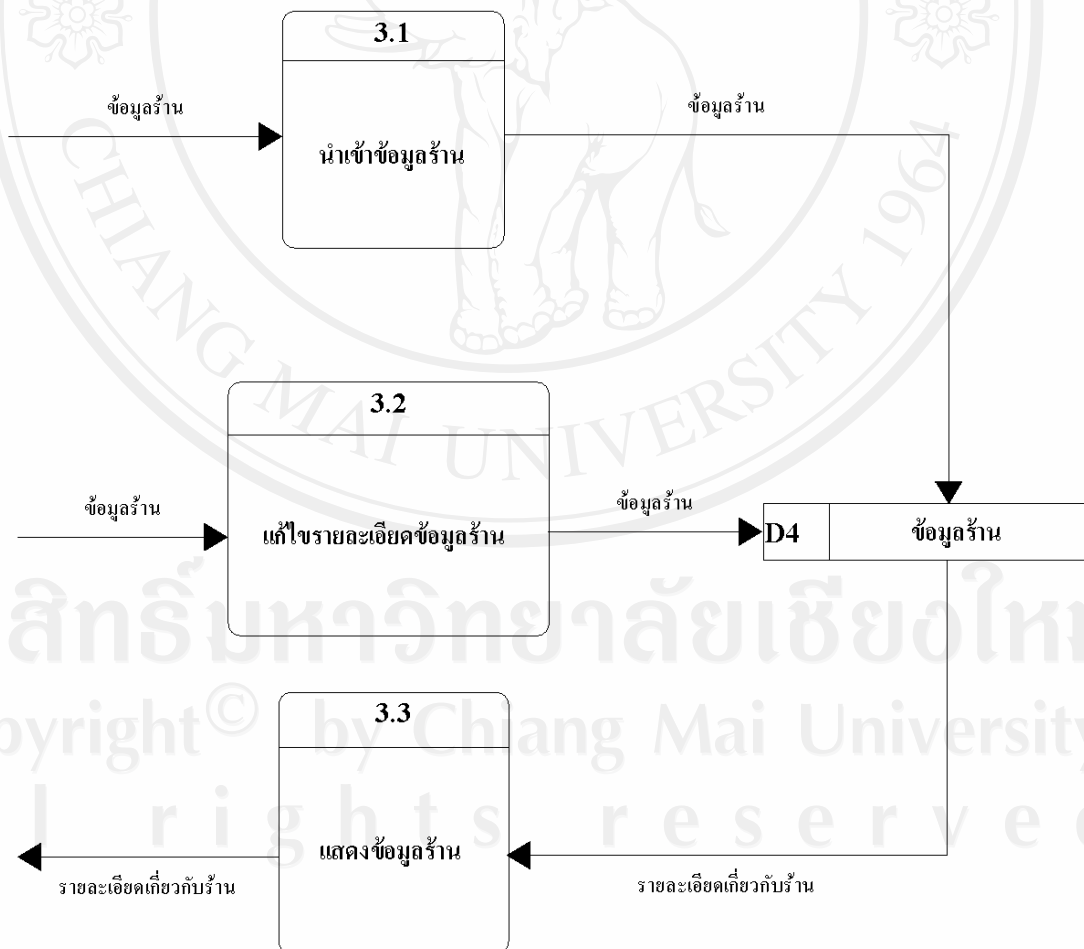 3.1
ข้อมูลร้าน
ข้อมูลร้าน
นำเข้าข้อมูลร้าน
CHIANG MAI UNIVERSITY 1964
3.2
ข้อมูลร้าน
ข้อมูลร้าน
แก้ไขรายละเอียดข้อมูลร้าน
D4
ข้อมูลร้าน
สิทธิ์มหาวิทยาลัยเชียงใหม
pyright© by Chiang Mai University
l rights reserve
3.3
แสดงข้อมูลร้าน
รายละเอียดเกี่ยวกับร้าน
รายละเอียดเกี่ยวกับร้าน